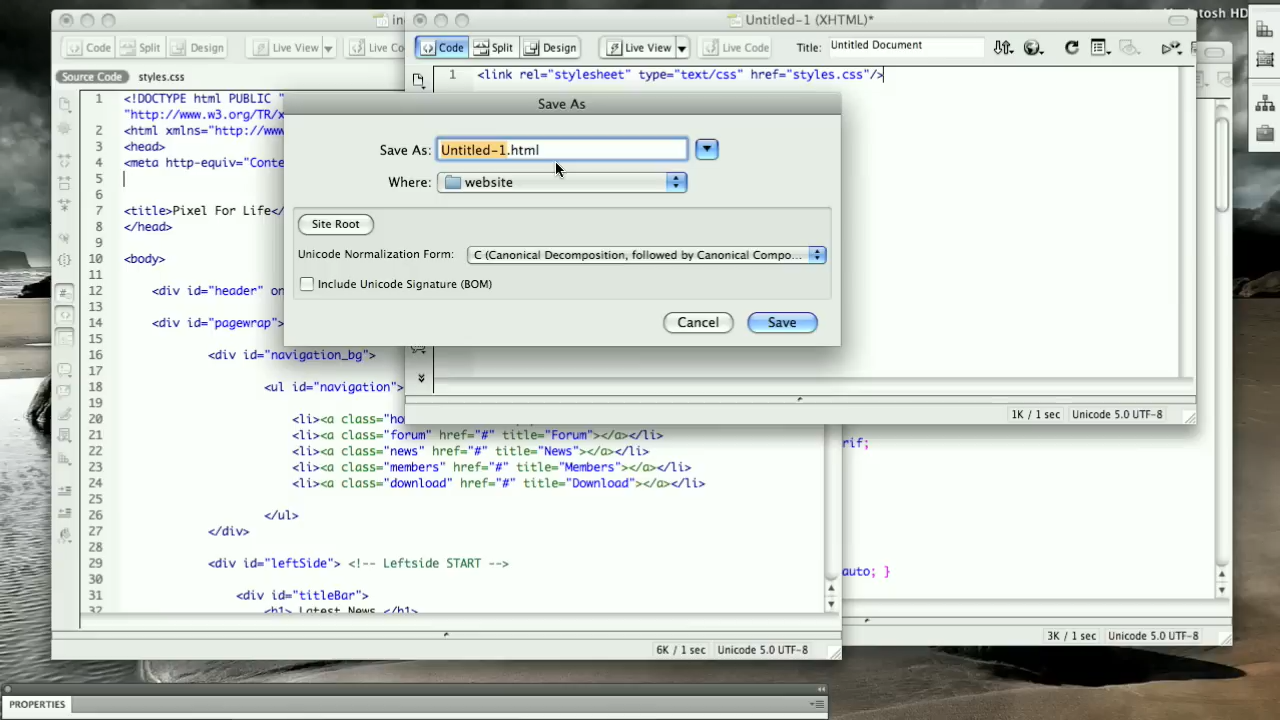 Macintosh HD
in
Untitled-1 (XHTML)*
Code Split Design Live View Live Co
Code Split Design Live View Live Code Title: Untitled Document
Source Code styles.css
1 <link rel="stylesheet" type="text/css" href="styles.css"/>
Save As
Save As: Untitled-1.html
Where: website
Site Root
Unicode Normalization Form: C (Canonical Decomposition, followed by Canonical Compo...
Include Unicode Signature (BOM)
Cancel Save
1 <!DOCTYPE html PUBLIC "
"http://www.w3.org/TR/x
2 <html xmlns="http://www
3 <head>
4 <meta http-equiv="Conte
5
6
7 <title>Pixel For Life</
8 </head>
9
10 <body>
11
12 <div id="header" on
13
14 <div id="pagewrap">
15
16 <div id="navigation_bg">
17
18 <ul id="navigation">
19
20 <li><a class="ho
21 <li><a class="forum" href="#" title="Forum"></a></li>
22 <li><a class="news" href="#" title="News"></a></li>
23 <li><a class="members" href="#" title="Members"></a></li>
24 <li><a class="download" href="#" title="Download"></a></li>
25
26 </ul>
27 </div>
28
29 <div id="leftSide"> <!-- Leftside START -->
30
31 <div id="titleBar">
32 <h1> Latest News </h1>
1K / 1 sec Unicode 5.0 UTF-8
rif;
auto; }
3K / 1 sec Unicode 5.0 UTF-8
6K / 1 sec Unicode 5.0 UTF-8
PROPERTIES